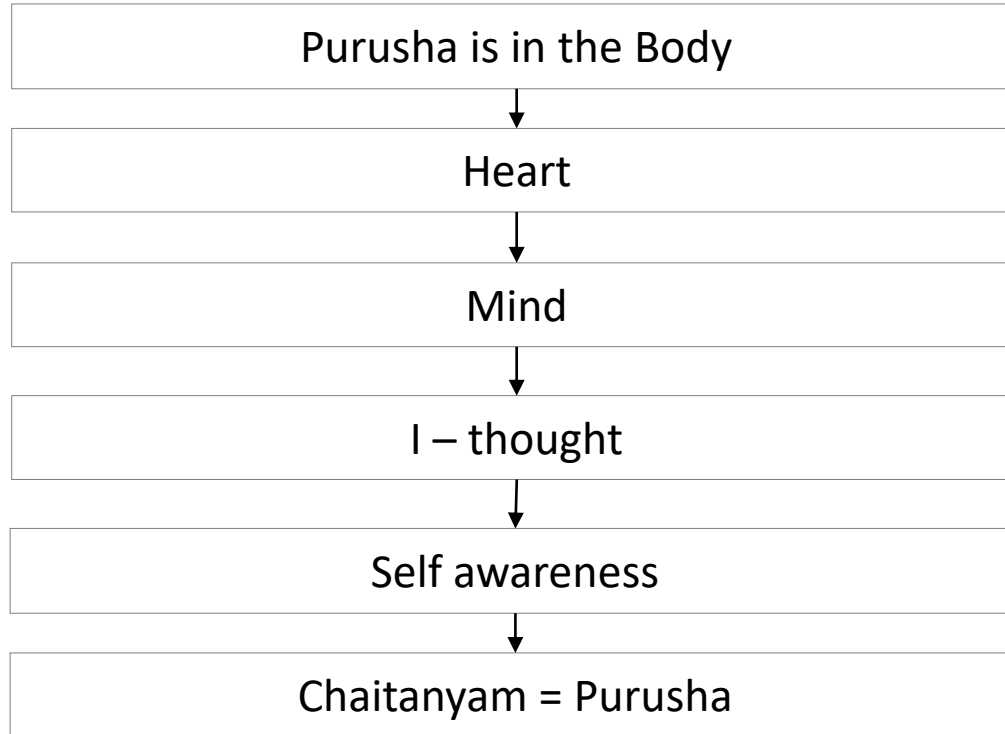 Purusha is in the Body
Heart
Mind
I – thought
Self awareness
Chaitanyam = Purusha